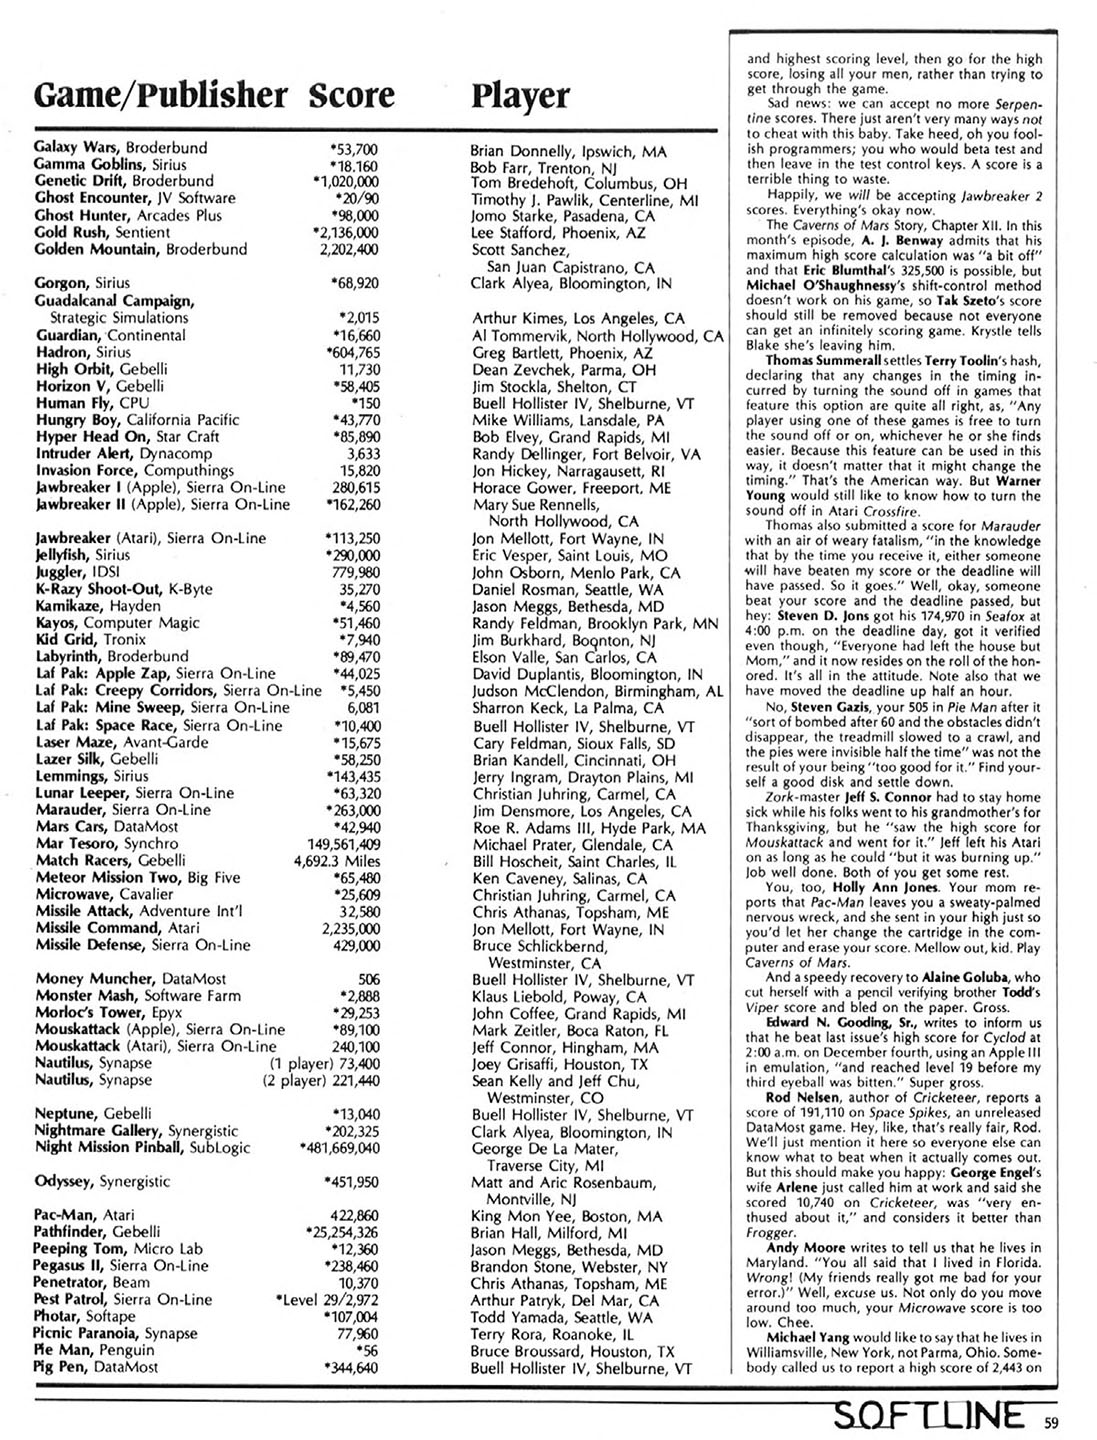 Game/Publisher Score Player
Galaxy Wars, Broderbund *53,700 Brian Donnelly, Ipswich, MA
Gamma Goblins, Sirius *18.160 Bob Farr, Trenton, NJ
Genetic Drift, Broderbund *1,020,000 Tom Bredehoft, Columbus, OH
Ghost Encounter, JV Software *20/90 Timothy J. Pawlik, Centerline, MI
Ghost Hunter, Arcades Plus *98,000 Jomo Starke, Pasadena, CA
Gold Rush, Sentient *2,136,000 Lee Stafford, Phoenix, AZ
Golden Mountain, Broderbund 2,202,400 Scott Sanchez,
San Juan Capistrano, CA
Gorgon, Sirius *68,920 Clark Alyea, Bloomington, IN
Guadalcanal Campaign,
Strategic Simulations *2,015 Arthur Kimes, Los Angeles, CA
Guardian, Continental *16,660 Al Tommervik, North Hollywood, CA
Hadron, Sirius *604,765 Greg Bartlett, Phoenix, AZ
High Orbit, Gebelli 11,730 Dean Zevchek, Parma, OH
Horizon V, Gebelli *58,405 Jim Stockla, Shelton, CT
Human Fly, CPU *150 Buell Hollister IV, Shelburne, VT
Hungry Boy, California Pacific *43,770 Mike Williams, Lansdale, PA
Hyper Head On, Star Craft *85,890 Bob Elvey, Grand Rapids, MI
Intruder Alert, Dynacomp 3,633 Randy Dellinger, Fort Belvoir, VA
Invasion Force, Computhings 15,820 Jon Hickey, Narragausett, RI
Jawbreaker I (Apple), Sierra On-Line 280,615 Horace Gower, Freeport, ME
Jawbreaker II (Apple), Sierra On-Line *162,260 Mary Sue Rennells,
North Hollywood, CA
Jawbreaker (Atari), Sierra On-Line *113,250 Jon Mellott, Fort Wayne, IN
Jellyfish, Sirius *290,000 Eric Vesper, Saint Louis, MO
Juggler, IDSI 779,980 John Osborn, Menlo Park, CA
K-Razy Shoot-Out, K-Byte 35,270 Daniel Rosman, Seattle, WA
Kamikaze, Hayden *4,560 Jason Meggs, Bethesda, MD
Kayos, Computer Magic *51,460 Randy Feldman, Brooklyn Park, MN
Kid Grid, Tronix *7,940 Jim Burkhard, Boonton, NJ
Labyrinth, Broderbund *89,470 Elson Valle, San Carlos, CA
Laf Pak: Apple Zap, Sierra On-Line *44,025 David Duplantis, Bloomington, IN
Laf Pak: Creepy Corridors, Sierra On-Line *5,450 Judson McClendon, Birmingham, AL
Laf Pak: Mine Sweep, Sierra On-Line 6,081 Sharron Keck, La Palma, CA
Laf Pak: Space Race, Sierra On-Line *10,400 Buell Hollister IV, Shelburne, VT
Laser Maze, Avant-Garde *15,675 Cary Feldman, Sioux Falls, SD
Lazer Silk, Gebelli *58,250 Brian Kandell, Cincinnati, OH
Lemmings, Sirius *143,435 Jerry Ingram, Drayton Plains, MI
Lunar Leeper, Sierra On-Line *63,320 Christian Juhring, Carmel, CA
Marauder, Sierra On-Line *263,000 Jim Densmore, Los Angeles, CA
Mars Cars, DataMost *42,940 Roe R. Adams III, Hyde Park, MA
Mar Tesoro, Synchro 149,561,409 Michael Prater, Glendale, CA
Match Racers, Gebelli 4,692.3 Miles Bill Hoscheit, Saint Charles, IL
Meteor Mission Two, Big Five *65,480 Ken Caveney, Salinas, CA
Microwave, Cavalier *25,609 Christian Juhring, Carmel, CA
Missile Attack, Adventure Int'l 32,580 Chris Athanas, Topsham, ME
Missile Command, Atari 2,235,000 Jon Mellott, Fort Wayne, IN
Missile Defense, Sierra On-Line 429,000 Bruce Schlickbernd,
Westminster, CA
Money Muncher, DataMost 506 Buell Hollister IV, Shelburne, VT
Monster Mash, Software Farm *2,888 Klaus Liebold, Poway, CA
Morloc's Tower, Epyx *29,253 John Coffee, Grand Rapids, MI
Mouskattack (Apple), Sierra On-Line *89,100 Mark Zeitler, Boca Raton, FL
Mouskattack (Atari), Sierra On-Line 240,100 Jeff Connor, Hingham, MA
Nautilus, Synapse (1 player) 73,400 Joey Grisaffi, Houston, TX
Nautilus, Synapse (2 player) 221,440 Sean Kelly and Jeff Chu,
Westminster, CO
Neptune, Gebelli *13,040 Buell Hollister IV, Shelburne, VT
Nightmare Gallery, Synergistic *202,325 Clark Alyea, Bloomington, IN
Night Mission Pinball, SubLogic *481,669,040 George De La Mater,
Traverse City, MI
Odyssey, Synergistic *451,950 Matt and Aric Rosenbaum,
Montville, NJ
Pac-Man, Atari 422,860 King Mon Yee, Boston, MA
Pathfinder, Gebelli *25,254,326 Brian Hall, Milford, MI
Peeping Tom, Micro Lab *12,360 Jason Meggs, Bethesda, MD
Pegasus II, Sierra On-Line *238,460 Brandon Stone, Webster, NY
Penetrator, Beam 10,370 Chris Athanas, Topsham, ME
Pest Patrol, Sierra On-Line *Level 29/2,972 Arthur Patryk, Del Mar, CA
Photar, Softape *107,004 Todd Yamada, Seattle, WA
Picnic Paranoia, Synapse 77,960 Terry Rora, Roanoke, IL
Pie Man, Penguin *56 Bruce Broussard, Houston, TX
Pig Pen, DataMost *344,640 Buell Hollister IV, Shelburne, VT
and highest scoring level, then go for the high
score, losing all your men, rather than trying to
get through the game.
Sad news: we can accept no more Serpen-
tine scores. There just aren't very many ways not
to cheat with this baby. Take heed, oh you fool-
ish programmers; you who would beta test and
then leave in the test control keys. A score is a
terrible thing to waste.
Happily, we will be accepting Jawbreaker 2
scores. Everything's okay now.
The Caverns of Mars Story, Chapter XII. In this
month's episode, A. J. Benway admits that his
maximum high score calculation was "a bit off"
and that Eric Blumthal's 325,500 is possible, but
Michael O'Shaughnessy's shift-control method
doesn't work on his game, so Tak Szeto's score
should still be removed because not everyone
can get an infinitely scoring game. Krystle tells
Blake she's leaving him.
Thomas Summerall settles Terry Toolin's hash,
declaring that any changes in the timing in-
curred by turning the sound off in games that
feature this option are quite all right, as, "Any
player using one of these games is free to turn
the sound off or on, whichever he or she finds
easier. Because this feature can be used in this
way, it doesn't matter that it might change the
timing." That's the American way. But Warner
Young would still like to know how to turn the
sound off in Atari Crossfire.
Thomas also submitted a score for Marauder
with an air of weary fatalism, "in the knowledge
that by the time you receive it, either someone
will have beaten my score or the deadline will
have passed. So it goes." Well, okay, someone
beat your score and the deadline passed, but
hey: Steven D. Jons got his 174,970 in Seafox at
4:00 p.m. on the deadline day, got it verified
even though, "Everyone had left the house but
Mom," and it now resides on the roll of the hon-
ored. It's all in the attitude. Note also that we
have moved the deadline up half an hour.
No, Steven Gazis, your 505 in Pie Man after it
"sort of bombed after 60 and the obstacles didn't
disappear, the treadmill slowed to a crawl, and
the pies were invisible half the time" was not the
result of your being "too good for it." Find your-
self a good disk and settle down.
Zork-master Jeff S. Connor had to stay home
sick while his folks went to his grandmother's for
Thanksgiving, but he "saw the high score for
Mouskattack and went for it." Jeff left his Atari
on as long as he could "but it was burning up."
Job well done. Both of you get some rest.
You, too, Holly Ann Jones. Your mom re-
ports that Pac-Man leaves you a sweaty-palmed
nervous wreck, and she sent in your high just so
you'd let her change the cartridge in the com-
puter and erase your score. Mellow out, kid. Play
Caverns of Mars.
And a speedy recovery to Alaine Goluba, who
cut herself with a pencil verifying brother Todd's
Viper score and bled on the paper. Gross.
Edward N. Gooding, Sr., writes to inform us
that he beat last issue's high score for Cyclod at
2:00 a.m. on December fourth, using an Apple III
in emulation, "and reached level 19 before my
third eyeball was bitten." Super gross.
Rod Nelsen, author of Cricketeer, reports a
score of 191,110 on Space Spikes, an unreleased
DataMost game. Hey, like, that's really fair, Rod.
We'll just mention it here so everyone else can
know what to beat when it actually comes out.
But this should make you happy: George Engel's
wife Arlene just called him at work and said she
scored 10,740 on Cricketeer, was "very en-
thused about it," and considers it better than
Frogger.
Andy Moore writes to tell us that he lives in
Maryland. "You all said that I lived in Florida.
Wrong! (My friends really got me bad for your
error.)" Well, excuse us. Not only do you move
around too much, your Microwave score is too
low. Chee.
Michael Yang would like to say that he lives in
Williamsville, New York, not Parma, Ohio. Some-
body called us to report a high score of 2,443 on
SOFTLINE 59